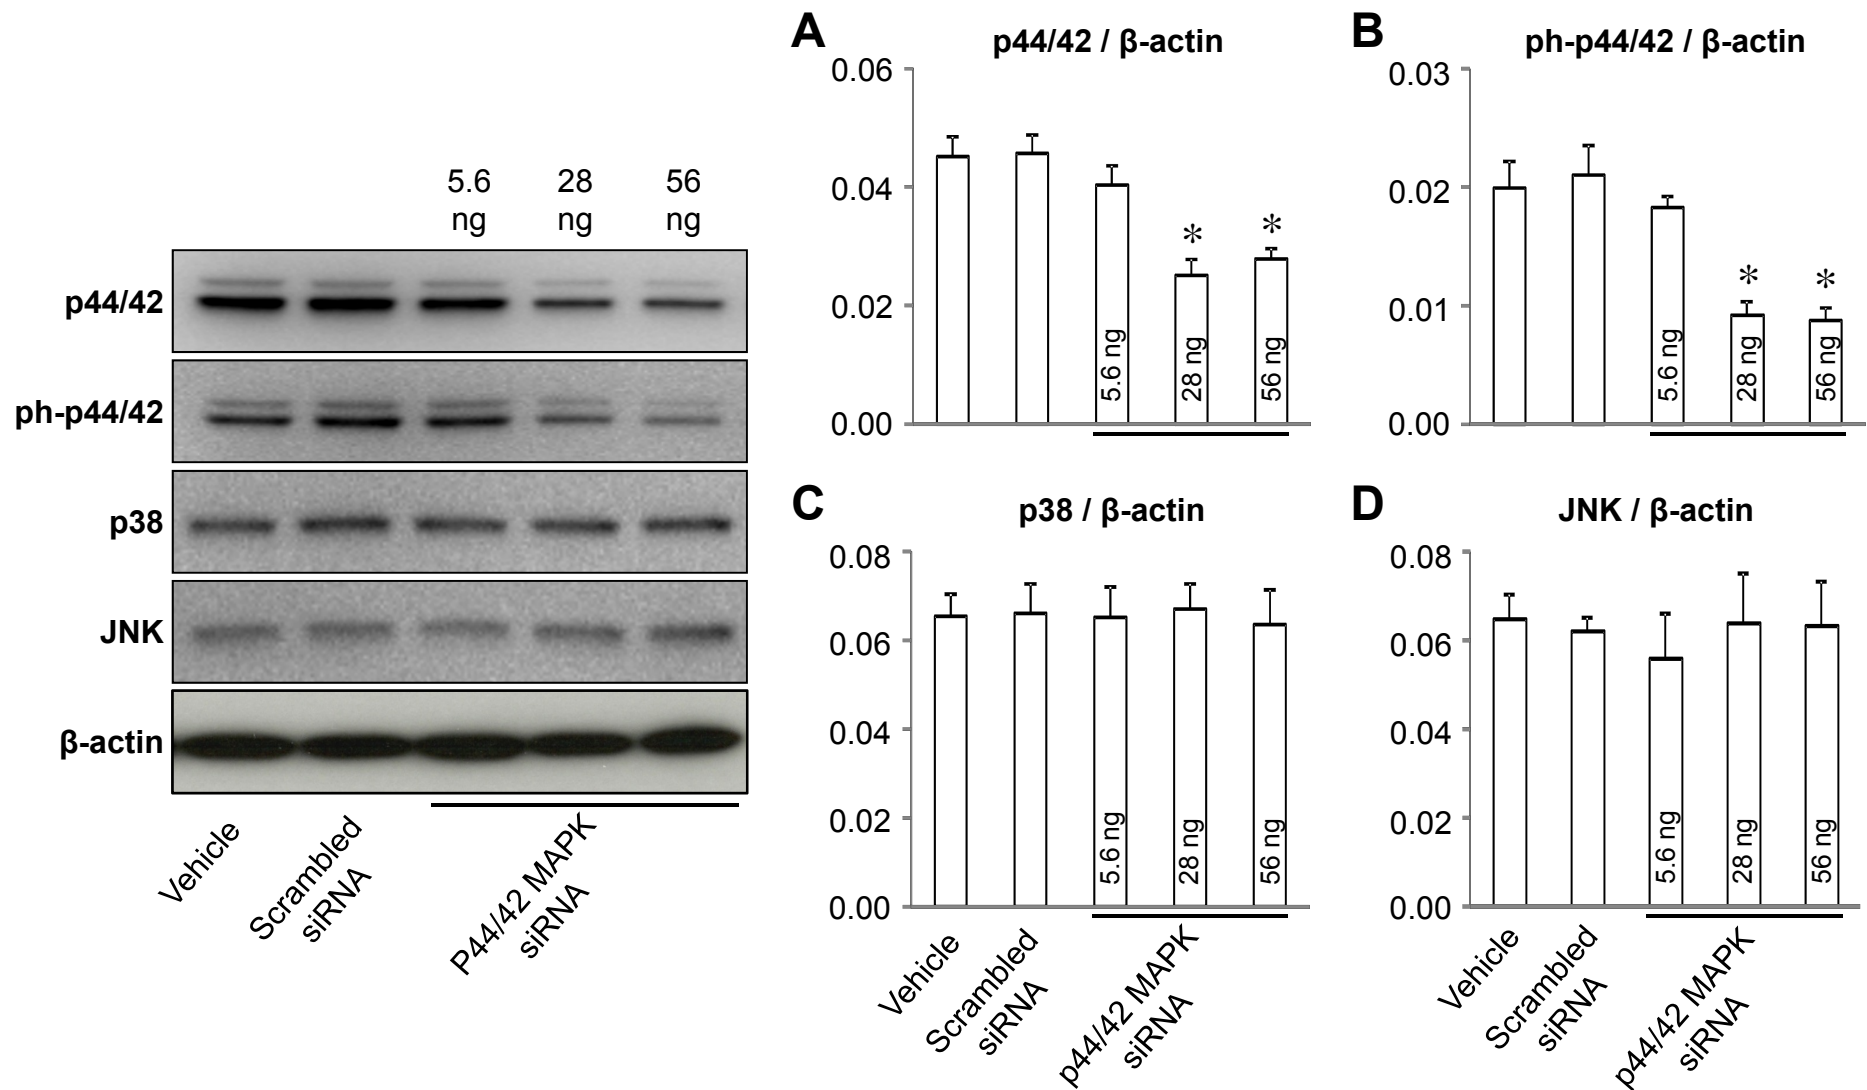 5.6
ng
28
ng
56
ng
p44/42
ph-p44/42
p38
JNK
β-actin
Vehicle
Scrambled
siRNA
P44/42 MAPK
siRNA
A
p44/42 / β-actin
0.06
0.04
0.02
0.00
*
*
5.6 ng
28 ng
56 ng
B
ph-p44/42 / β-actin
0.03
0.02
0.01
0.00
*
*
5.6 ng
28 ng
56 ng
C
p38 / β-actin
0.08
0.06
0.04
0.02
0.00
5.6 ng
28 ng
56 ng
Vehicle
Scrambled
siRNA
p44/42 MAPK
siRNA
D
JNK / β-actin
0.08
0.06
0.04
0.02
0.00
5.6 ng
28 ng
56 ng
Vehicle
Scrambled
siRNA
p44/42 MAPK
siRNA